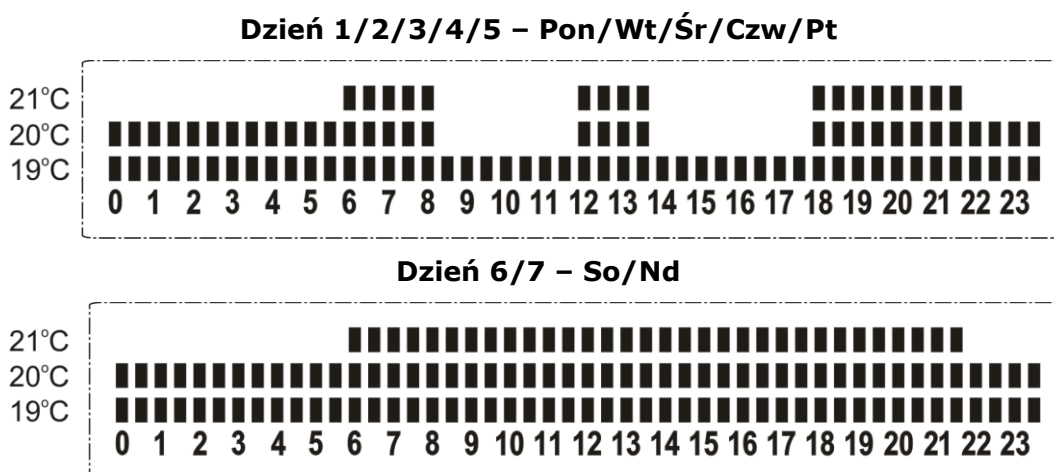 Dzień 1/2/3/4/5 – Pon/Wt/Śr/Czw/Pt
21°C
20°C
19°C
0 1 2 3 4 5 6 7 8 9 10 11 12 13 14 15 16 17 18 19 20 21 22 23
Dzień 6/7 – So/Nd
21°C
20°C
19°C
0 1 2 3 4 5 6 7 8 9 10 11 12 13 14 15 16 17 18 19 20 21 22 23